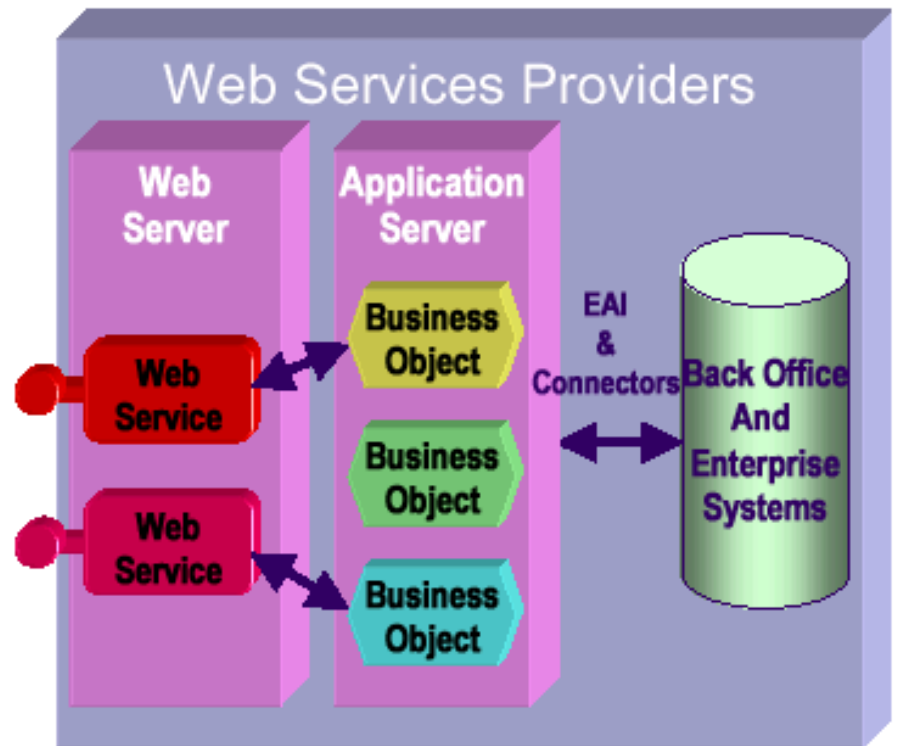 Web Services Providers
Web
Server
Application
Server
Web
Service
Web
Service
Business
Object
Business
Object
Business
Object
EAI
&
Connectors
Back Office
And
Enterprise
Systems